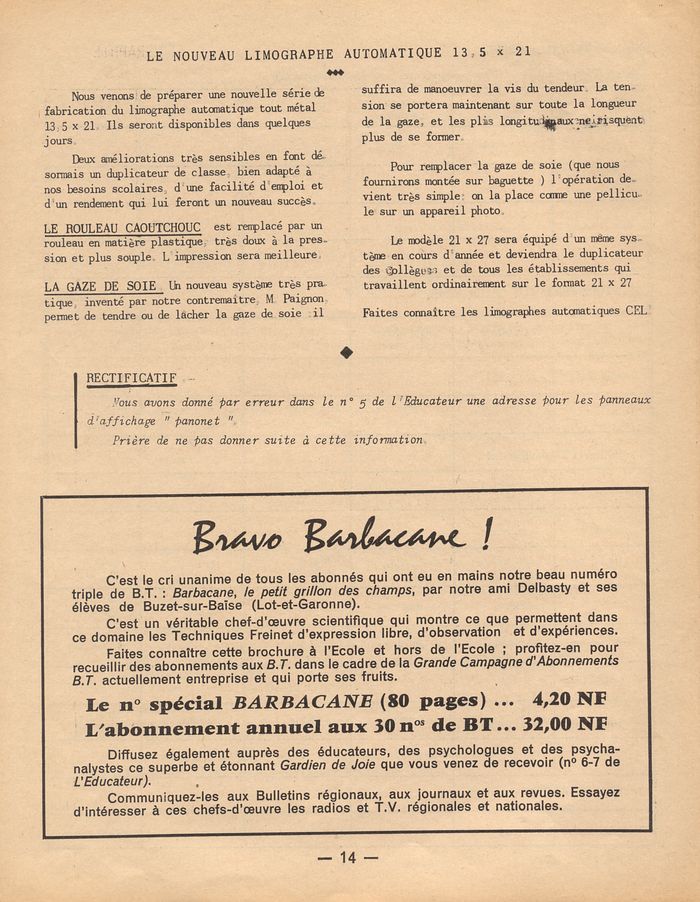 LE NOUVEAU LIMOGRAPHE AUTOMATIQUE 13,5 x 21
Nous venons de préparer une nouvelle série de
fabrication du limographe automatique tout métal
13,5 x 21. Ils seront disponibles dans quelques
jours.
Deux améliorations très sensibles en font dé-
sormais un duplicateur de classe, bien adapté à
nos besoins scolaires, d'une facilité d'emploi et
d'un rendement qui lui feront un nouveau succès.
LE ROULEAU CAOUTCHOUC est remplacé par un
rouleau en matière plastique, très doux à la pres-
sion et plus souple. L'impression sera meilleure.
LA GAZE DE SOIE. Un nouveau système très pra-
tique, inventé par notre contremaître, M. Paignon,
permet de tendre ou de lâcher la gaze de soie : il
suffira de manoeuvrer la vis du tendeur. La ten-
sion se portera maintenant sur toute la longueur
de la gaze, et les plis longitudinaux ne risquent
plus de se former.
Pour remplacer la gaze de soie (que nous
fournirons montée sur baguette ) l'opération de-
vient très simple: on la place comme une pellicu-
le sur un appareil photo.
Le modèle 21 x 27 sera équipé d'un même sys-
tème en cours d'année et deviendra le duplicateur
des Collèges et de tous les établissements qui
travaillent ordinairement sur le format 21 x 27
Faites connaître les limographes automatiques CEL
RECTIFICATIF .-
Nous avons donné par erreur dans le n° 5 de l'Educateur une adresse pour les panneaux
d'affichage " panonet ".
Prière de ne pas donner suite à cette information.
Bravo Barbacane !
C'est le cri unanime de tous les abonnés qui ont eu en mains notre beau numéro
triple de B.T. : Barbacane, le petit grillon des champs, par notre ami Delbasty et ses
élèves de Buzet-sur-Baïse (Lot-et-Garonne).
C'est un véritable chef-d'œuvre scientifique qui montre ce que permettent dans
ce domaine les Techniques Freinet d'expression libre, d'observation et d'expériences.
Faites connaître cette brochure à l'Ecole et hors de l'Ecole ; profitez-en pour
recueillir des abonnements aux B.T. dans le cadre de la Grande Campagne d'Abonnements
B.T. actuellement entreprise et qui porte ses fruits.
Le n° spécial BARBACANE (80 pages) ... 4,20 NF
L'abonnement annuel aux 30 nos de BT... 32,00 NF
Diffusez également auprès des éducateurs, des psychologues et des psycha-
nalystes ce superbe et étonnant Gardien de Joie que vous venez de recevoir (n° 6-7 de
L'Educateur).
Communiquez-les aux Bulletins régionaux, aux journaux et aux revues. Essayez
d'intéresser à ces chefs-d'œuvre les radios et T.V. régionales et nationales.
— 14 —